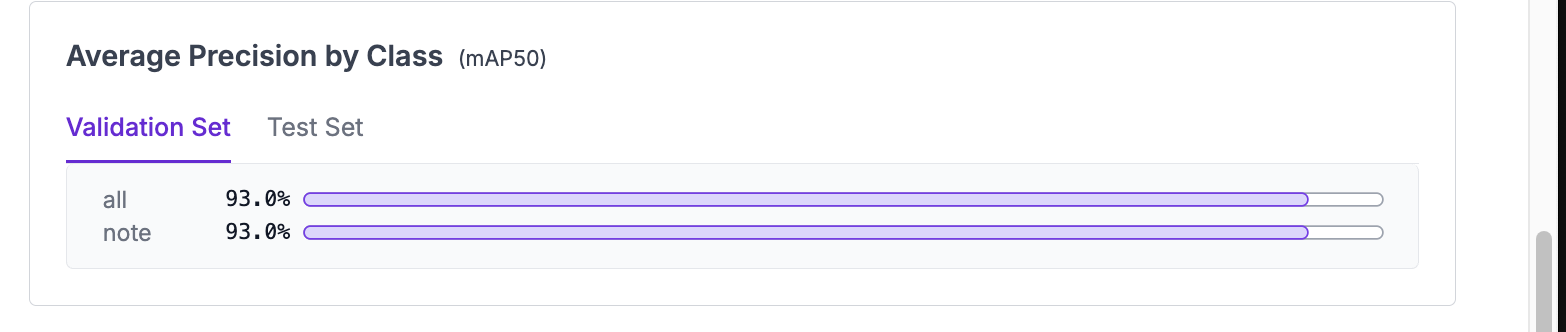 Average Precision by Class (mAP50)
Validation Set Test Set
all 93.0%
note 93.0%